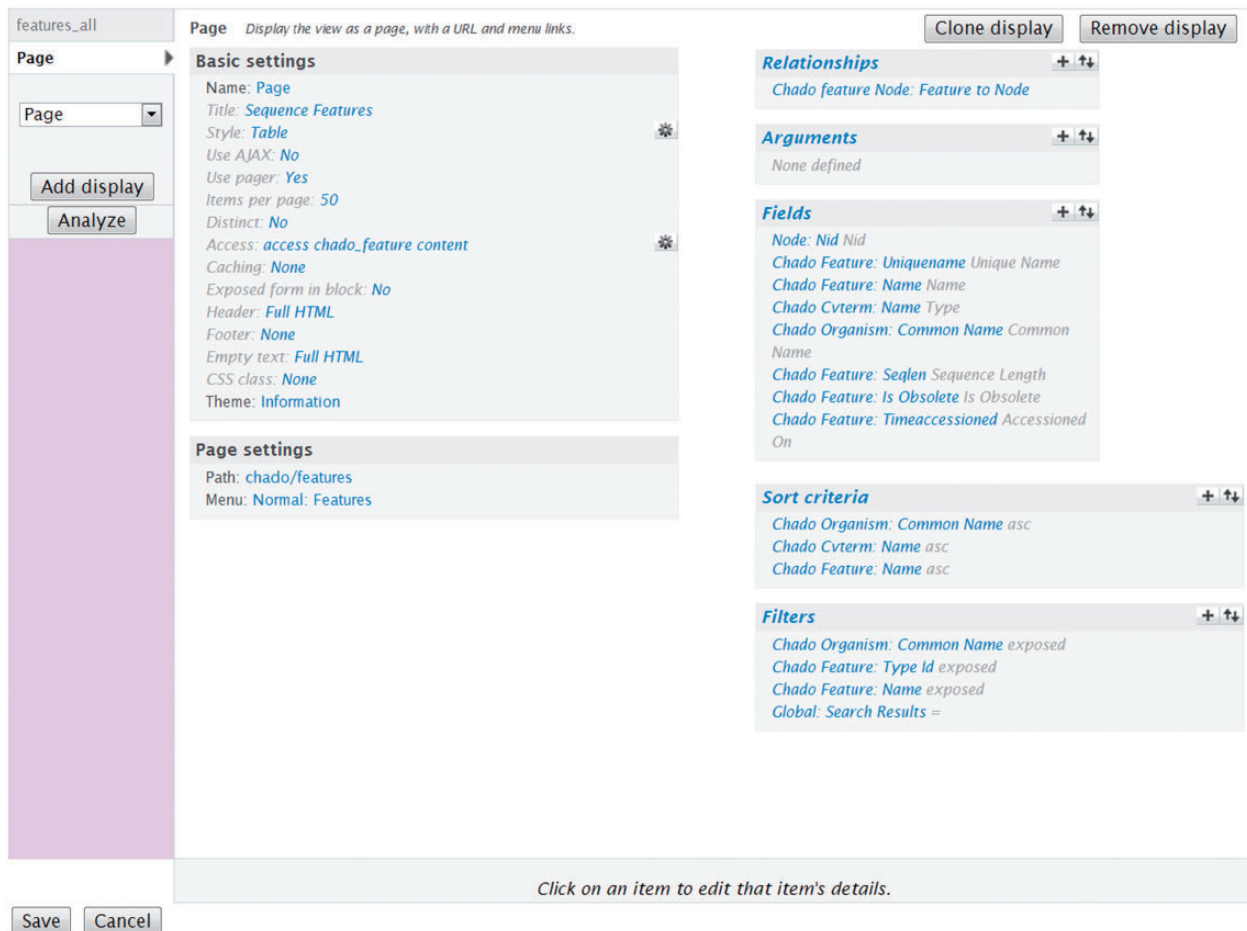 features_all
Page
Page
Add display
Analyze
Page Display the view as a page, with a URL and menu links.
Clone display
Remove display
Basic settings
Name: Page
Title: Sequence Features
Style: Table
Use AJAX: No
Use pager: Yes
Items per page: 50
Distinct: No
Access: access chado_feature content
Caching: None
Exposed form in block: No
Header: Full HTML
Footer: None
Empty text: Full HTML
CSS class: None
Theme: Information
Page settings
Path: chado/features
Menu: Normal: Features
Relationships
Chado feature Node: Feature to Node
Arguments
None defined
Fields
Node: Nid Nid
Chado Feature: Uniquename Unique Name
Chado Feature: Name Name
Chado Cvterm: Name Type
Chado Organism: Common Name Common
Name
Chado Feature: Seqlen Sequence Length
Chado Feature: Is Obsolete Is Obsolete
Chado Feature: Timeaccessioned Accessioned
On
Sort criteria
Chado Organism: Common Name asc
Chado Cvterm: Name asc
Chado Feature: Name asc
Filters
Chado Organism: Common Name exposed
Chado Feature: Type Id exposed
Chado Feature: Name exposed
Global: Search Results =
Click on an item to edit that item's details.
Save
Cancel